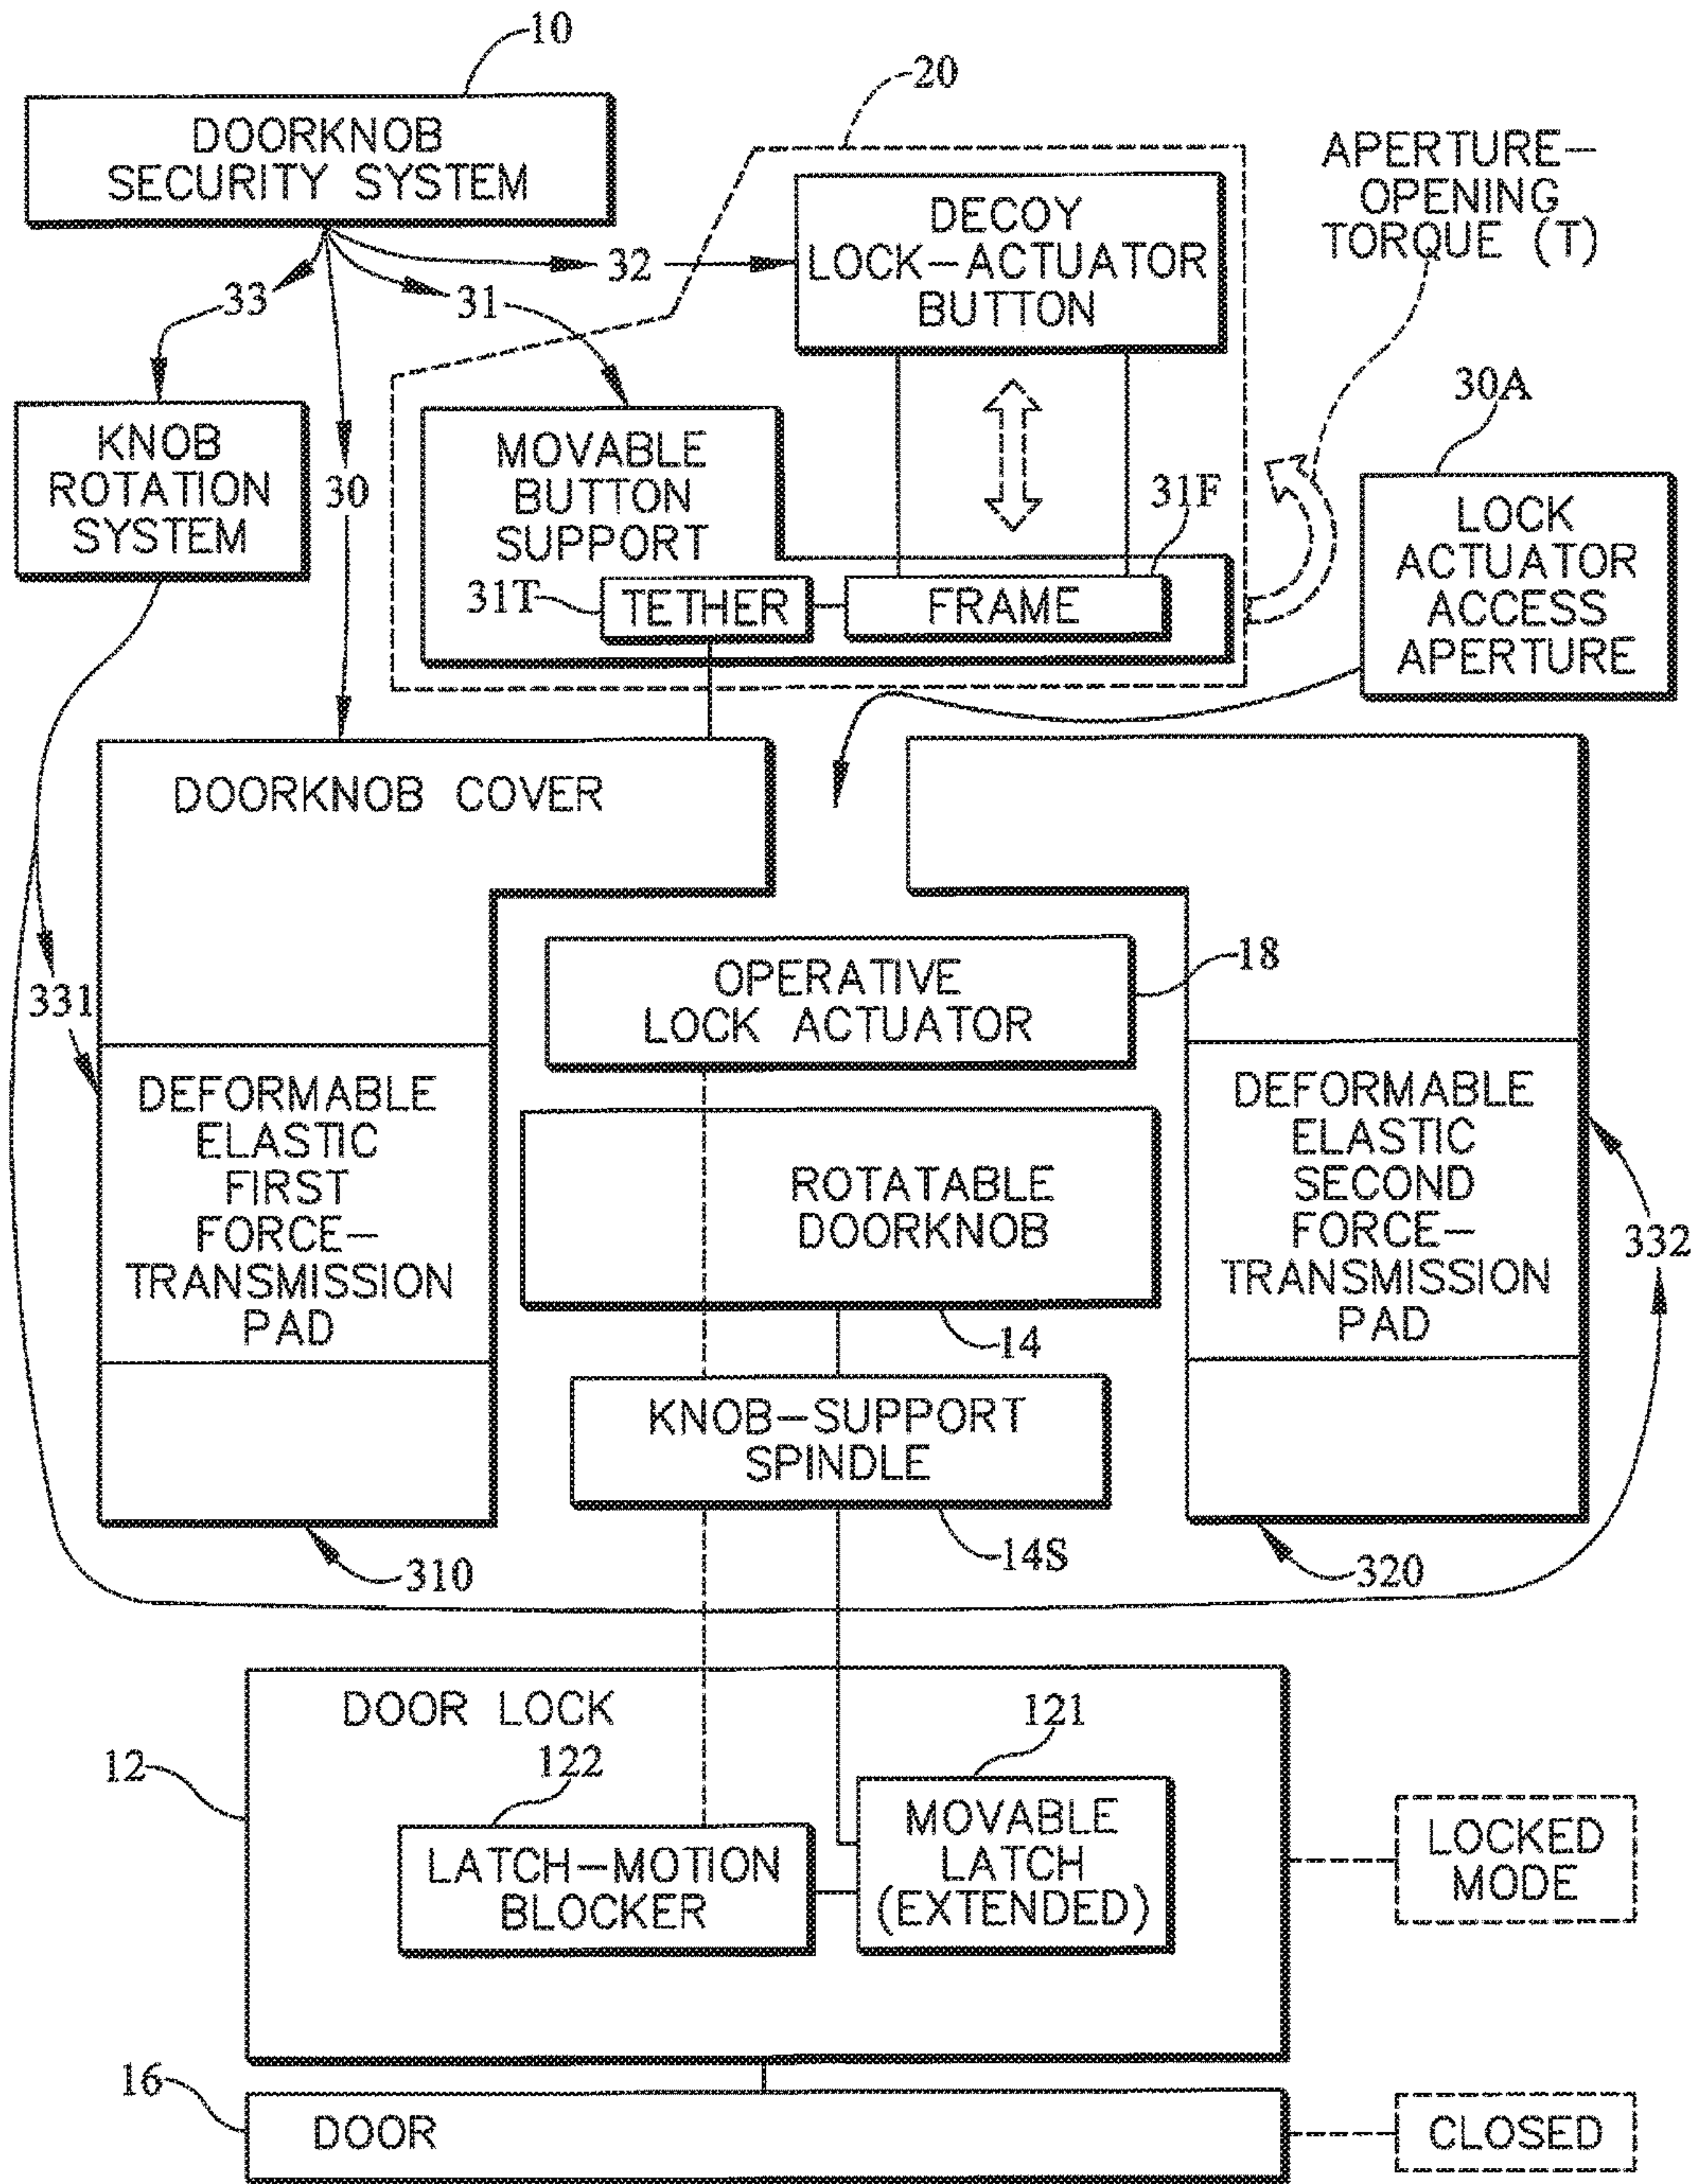 10
DOORKNOB
SECURITY SYSTEM
20
DECOY
LOCK-ACTUATOR
BUTTON
APERTURE-
OPENING
TORQUE (T)
33
30
31
32
KNOB
ROTATION
SYSTEM
MOVABLE
BUTTON
SUPPORT
31T
TETHER
31F
FRAME
30A
LOCK
ACTUATOR
ACCESS
APERTURE
DOORKNOB COVER
OPERATIVE
LOCK ACTUATOR
18
331
DEFORMABLE
ELASTIC
FIRST
FORCE-
TRANSMISSION
PAD
ROTATABLE
DOORKNOB
14
DEFORMABLE
ELASTIC
SECOND
FORCE-
TRANSMISSION
PAD
332
KNOB-SUPPORT
SPINDLE
14S
310
320
DOOR LOCK
12
122
LATCH-MOTION
BLOCKER
121
MOVABLE
LATCH
(EXTENDED)
LOCKED
MODE
16
DOOR
CLOSED